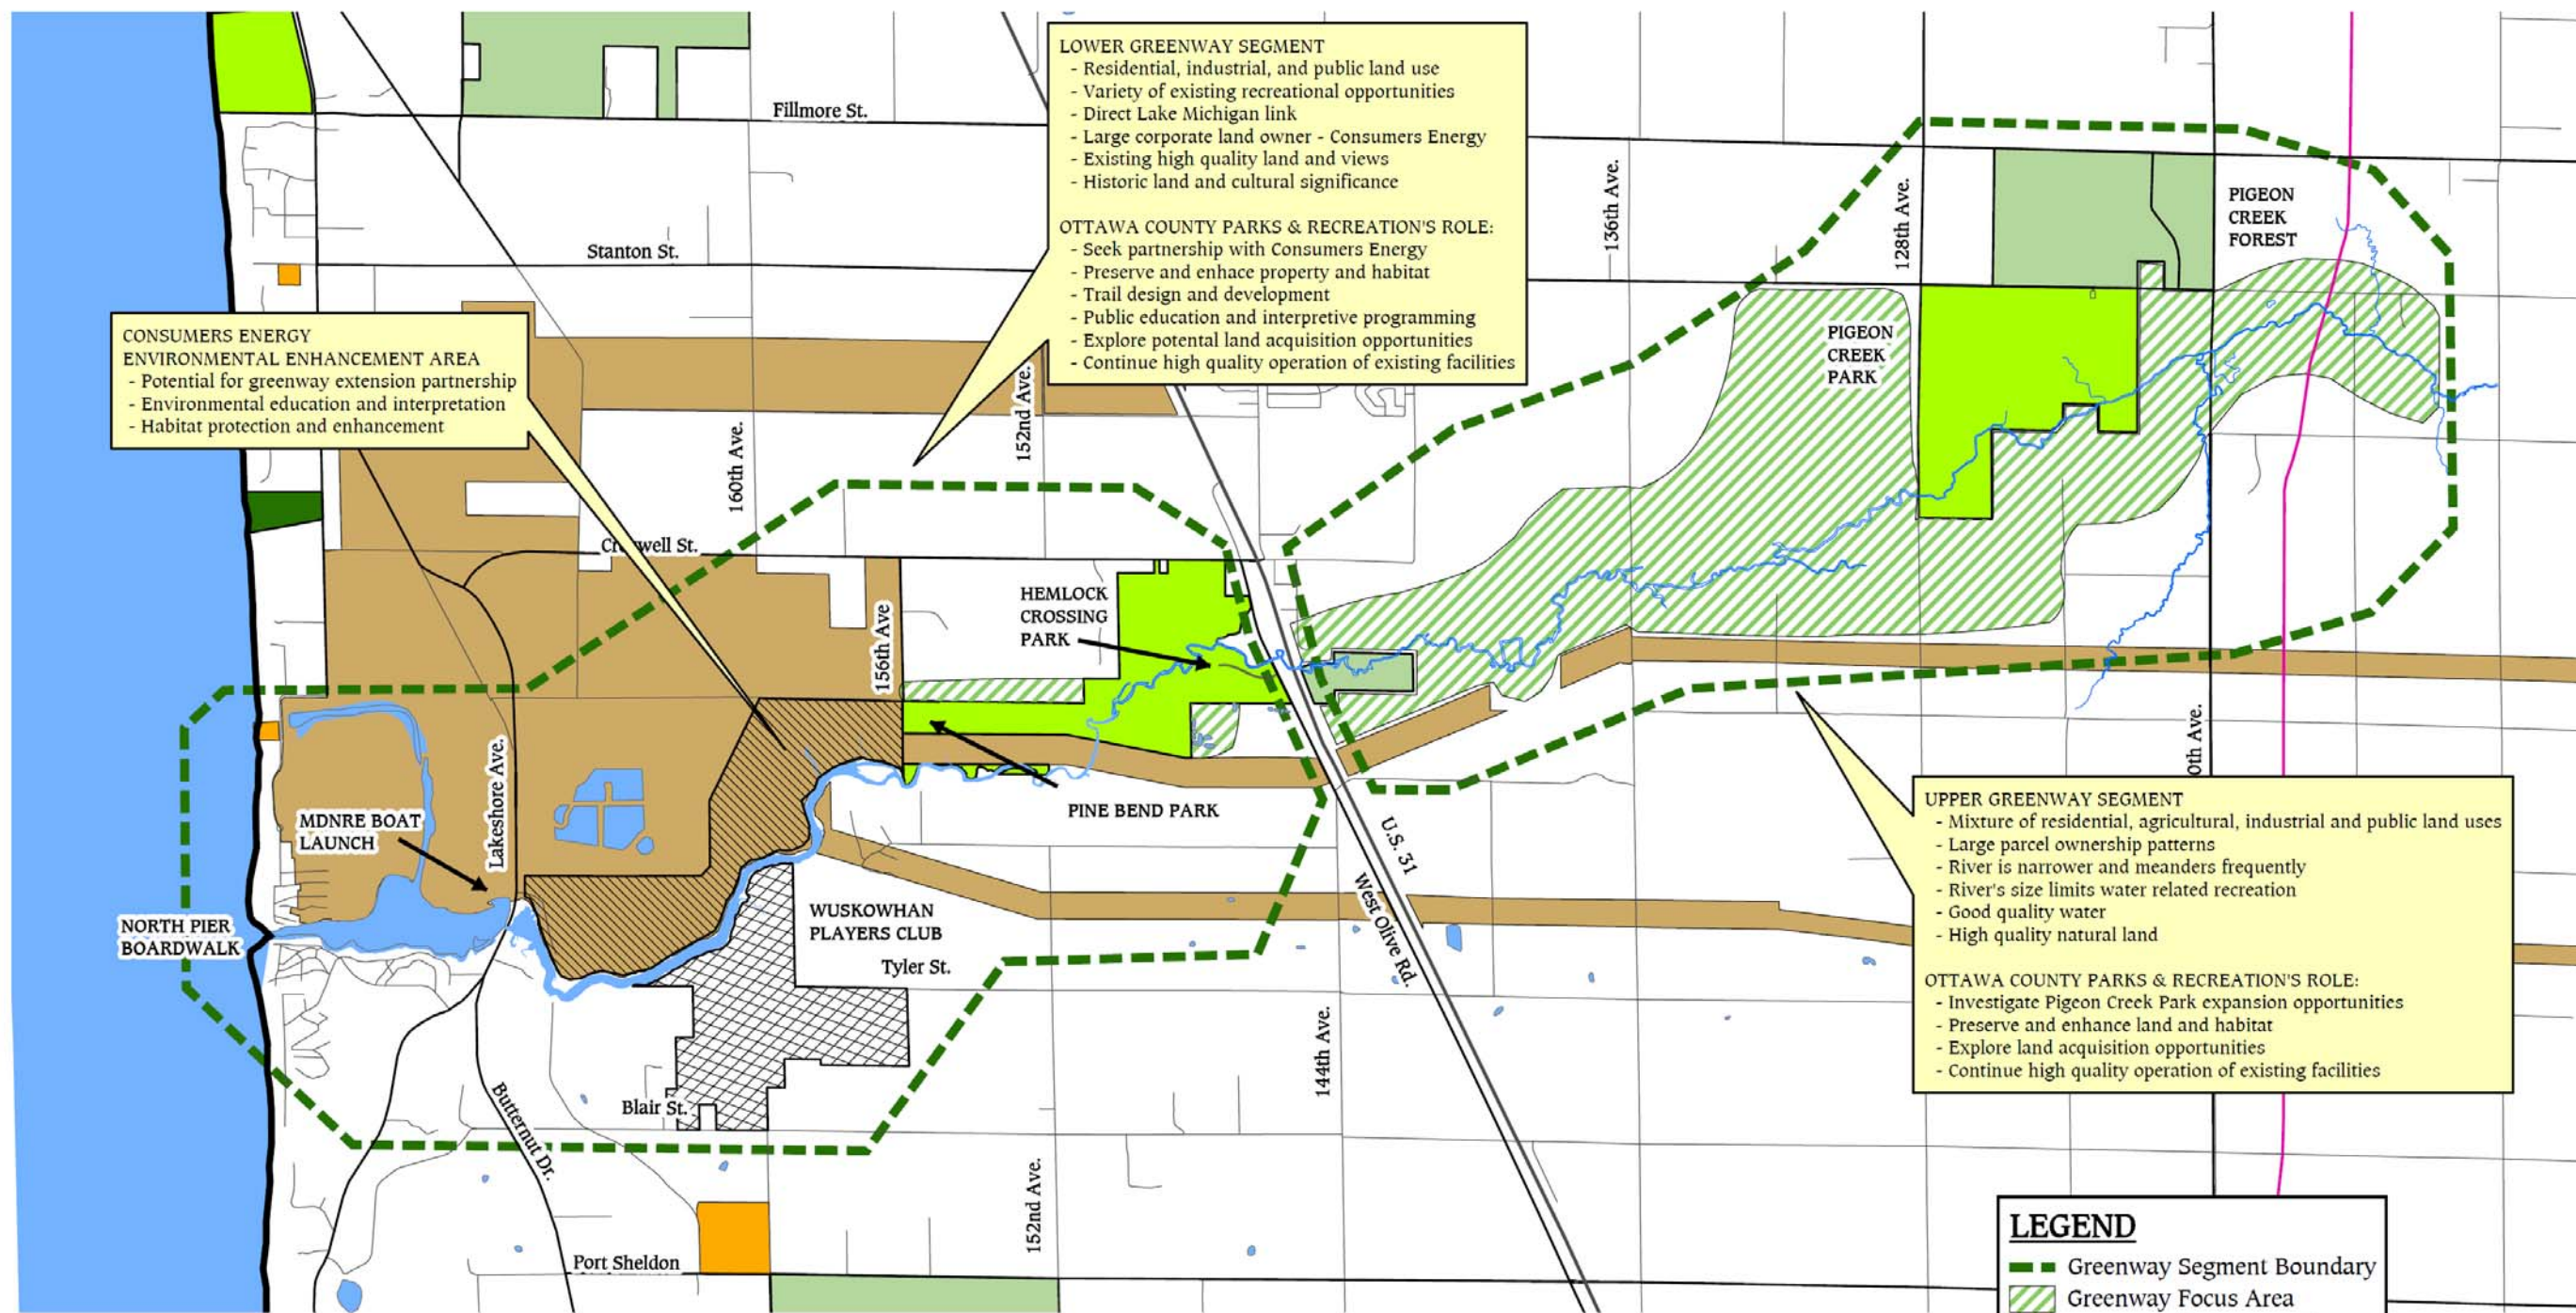 LOWER GREENWAY SEGMENT
- Residential, industrial, and public land use
- Variety of existing recreational opportunities
- Direct Lake Michigan link
- Large corporate land owner - Consumers Energy
- Existing high quality land and views
- Historic land and cultural significance
OTTAWA COUNTY PARKS & RECREATION'S ROLE:
- Seek partnership with Consumers Energy
- Preserve and enhace property and habitat
- Trail design and development
- Public education and interpretive programming
- Explore potental land acquisition opportunities
- Continue high quality operation of existing facilities
Fillmore St.
Stanton St.
136th Ave.
128th Ave.
PIGEON
CREEK
FOREST
CONSUMERS ENERGY
ENVIRONMENTAL ENHANCEMENT AREA
- Potential for greenway extension partnership
- Environmental education and interpretation
- Habitat protection and enhancement
PIGEON
CREEK
PARK
160th Ave.
152nd Ave.
156th Ave
HEMLOCK
CROSSING
PARK
Lakeshore Ave.
MDNRE BOAT
LAUNCH
PINE BEND PARK
U.S. 31
West Olive Rd.
0th Ave.
NORTH PIER
BOARDWALK
WUSKOWHAN
PLAYERS CLUB
Tyler St.
UPPER GREENWAY SEGMENT
- Mixture of residential, agricultural, industrial and public land uses
- Large parcel ownership patterns
- River is narrower and meanders frequently
- River's size limits water related recreation
- Good quality water
- High quality natural land
OTTAWA COUNTY PARKS & RECREATION'S ROLE:
- Investigate Pigeon Creek Park expansion opportunities
- Preserve and enhance land and habitat
- Explore land acquisition opportunities
- Continue high quality operation of existing facilities
144th Ave.
Butternut Dr.
Blair St.
152nd Ave.
Port Sheldon
LEGEND
Greenway Segment Boundary
Greenway Focus Area